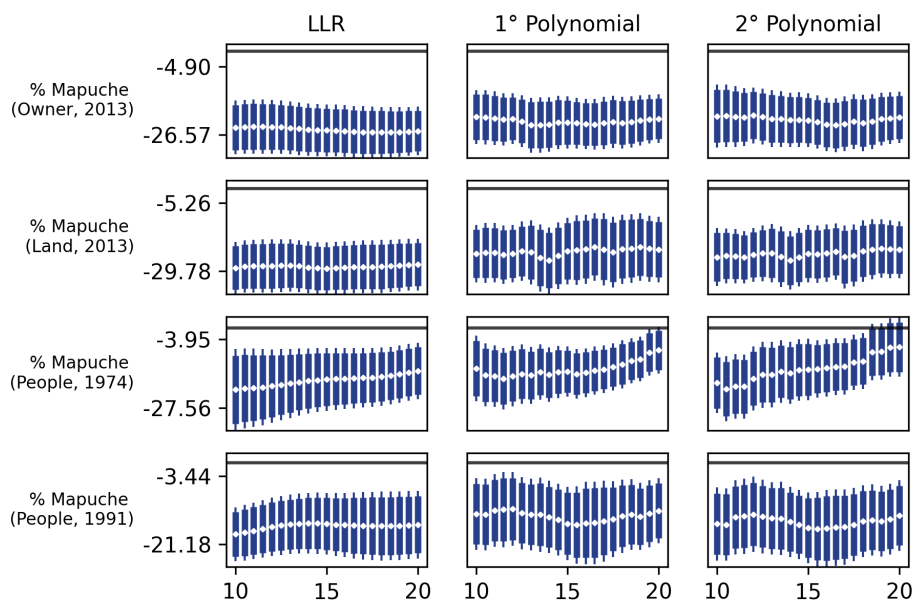 LLR 1° Polynomial 2° Polynomial
% Mapuche
(Owner, 2013)
-4.90
-26.57
% Mapuche
(Land, 2013)
-5.26
-29.78
% Mapuche
(People, 1974)
-3.95
-27.56
% Mapuche
(People, 1991)
-3.44
-21.18
10 15 20 10 15 20 10 15 20